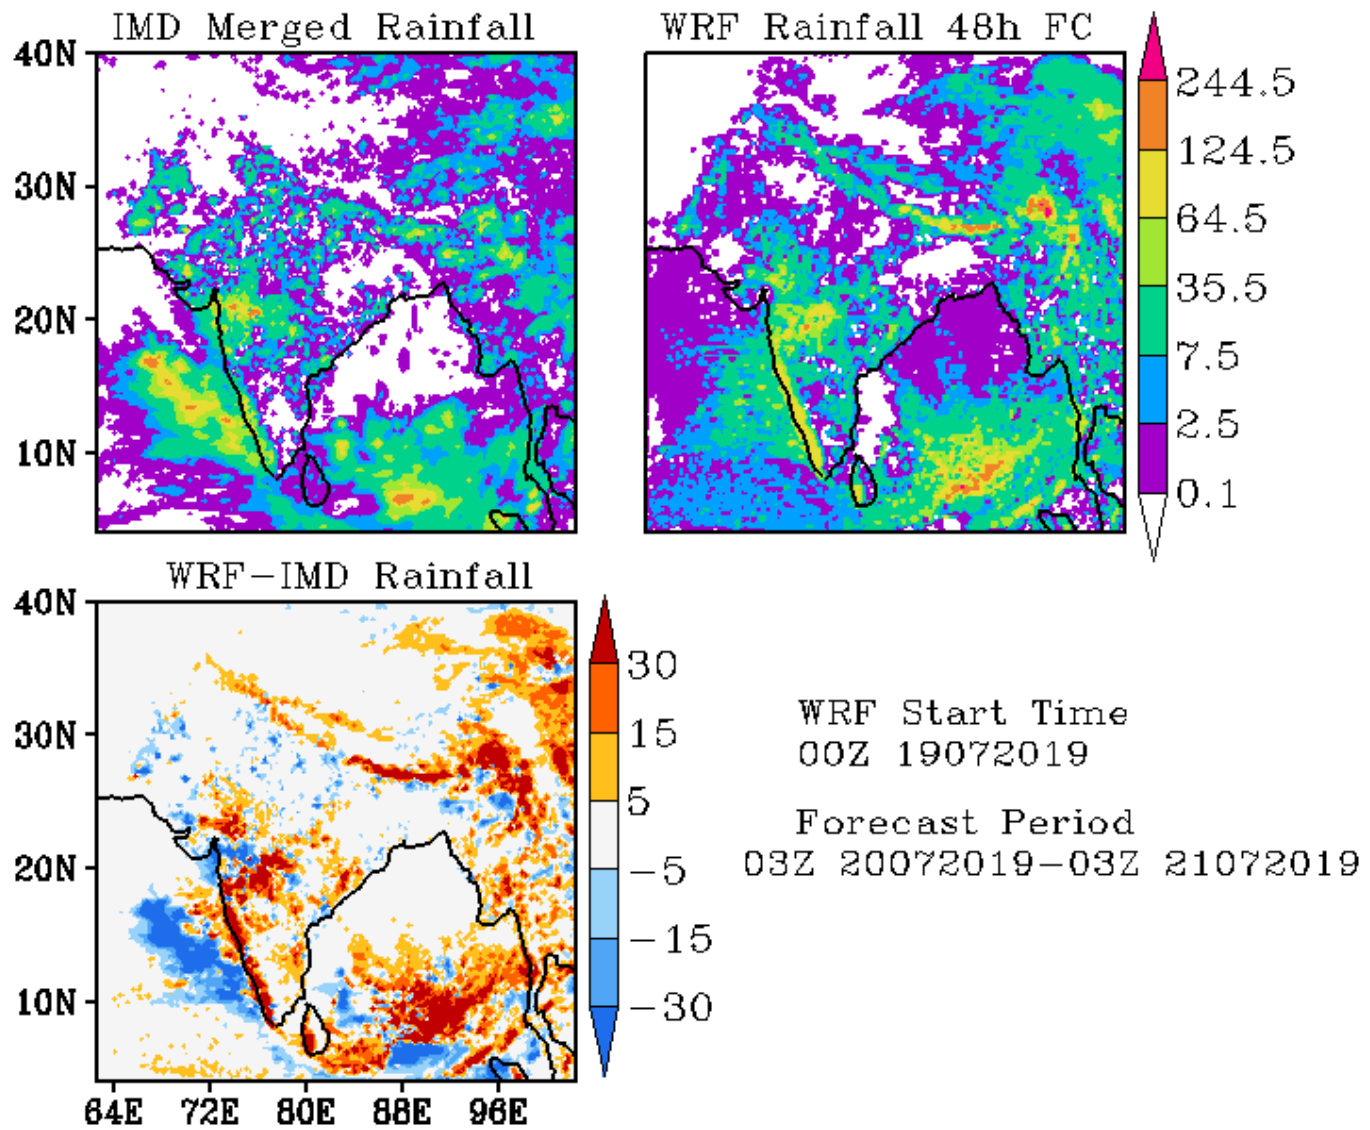 IMD Merged Rainfall
WRF Rainfall 48h FC
40N
30N
20N
10N
244.5
124.5
64.5
35.5
7.5
2.5
0.1
WRF-IMD Rainfall
40N
30N
20N
10N
64E 72E 80E 88E 96E
30
15
5
-5
-15
-30
WRF Start Time
00Z 19072019
Forecast Period
03Z 20072019-03Z 21072019